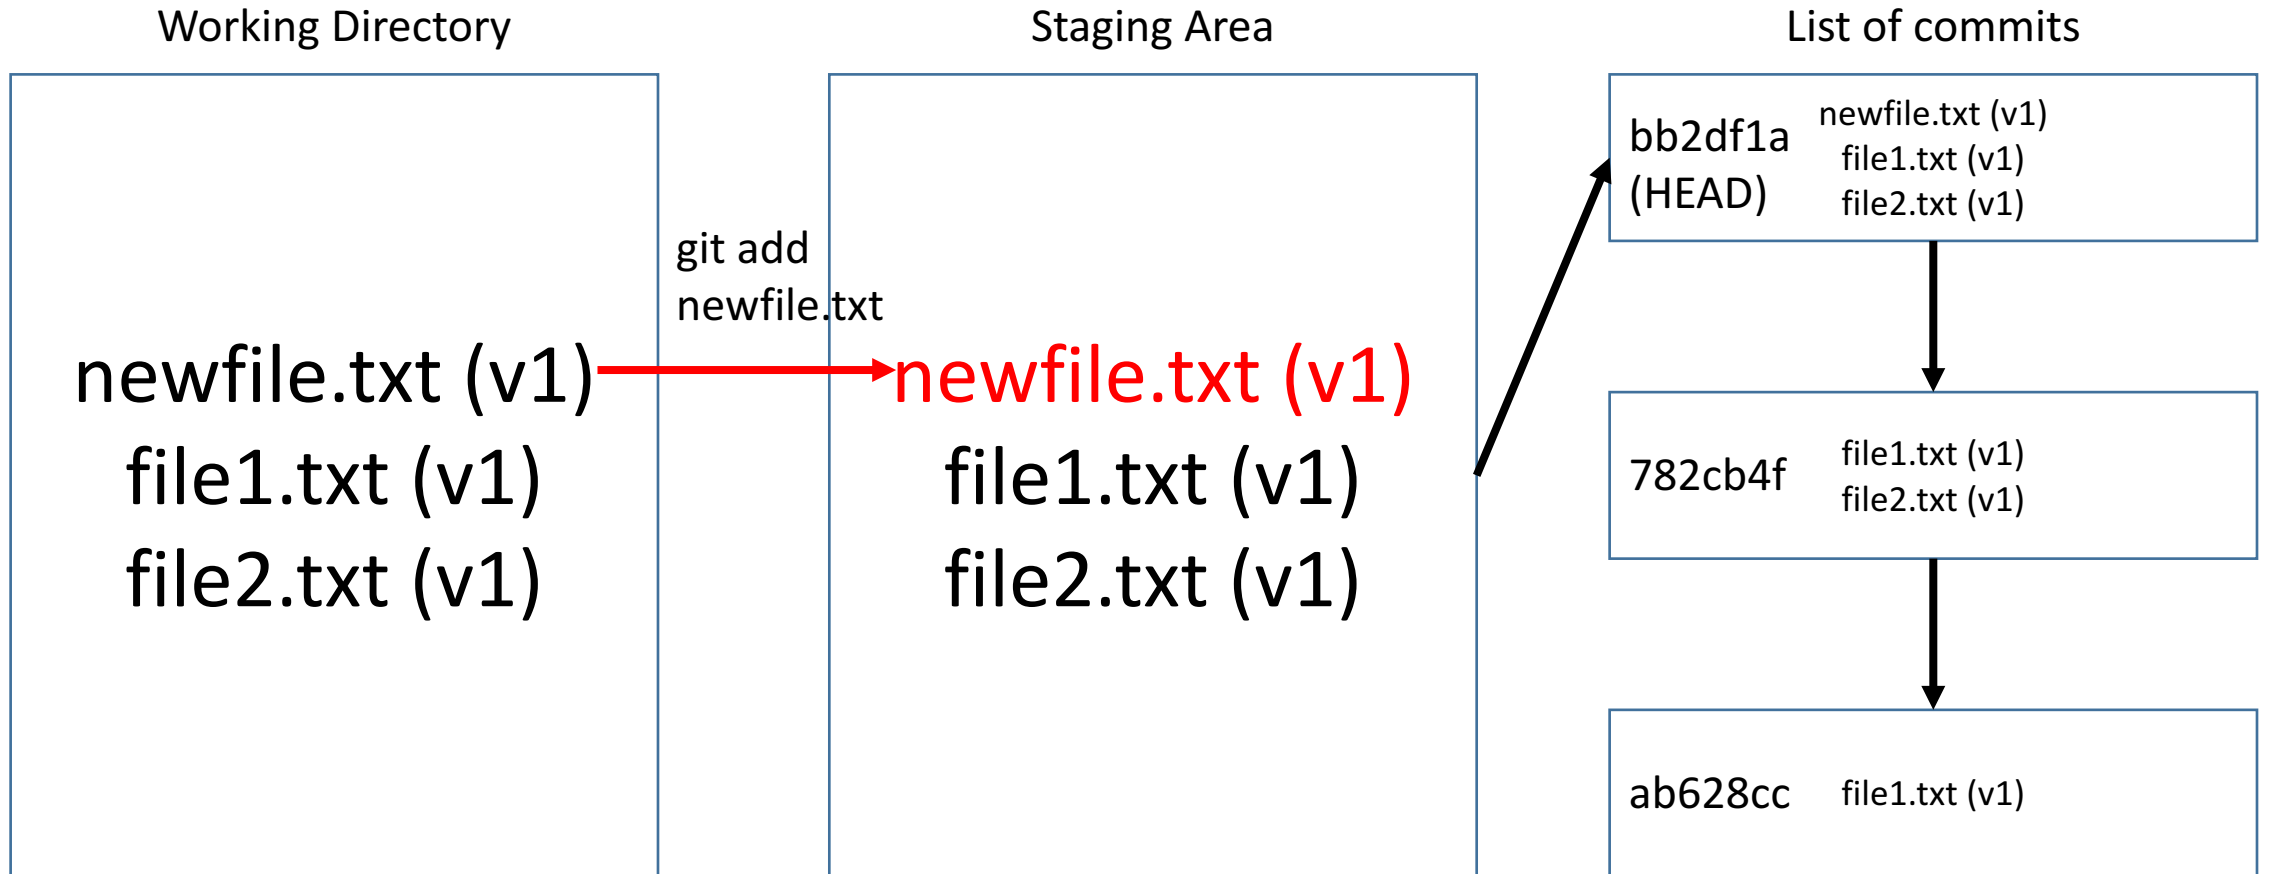 Working Directory
Staging Area
List of commits
newfile.txt (v1)
file1.txt (v1)
file2.txt (v1)
git add
newfile.txt
newfile.txt (v1)
file1.txt (v1)
file2.txt (v1)
bb2df1a
(HEAD)
newfile.txt (v1)
file1.txt (v1)
file2.txt (v1)
782cb4f
file1.txt (v1)
file2.txt (v1)
ab628cc
file1.txt (v1)